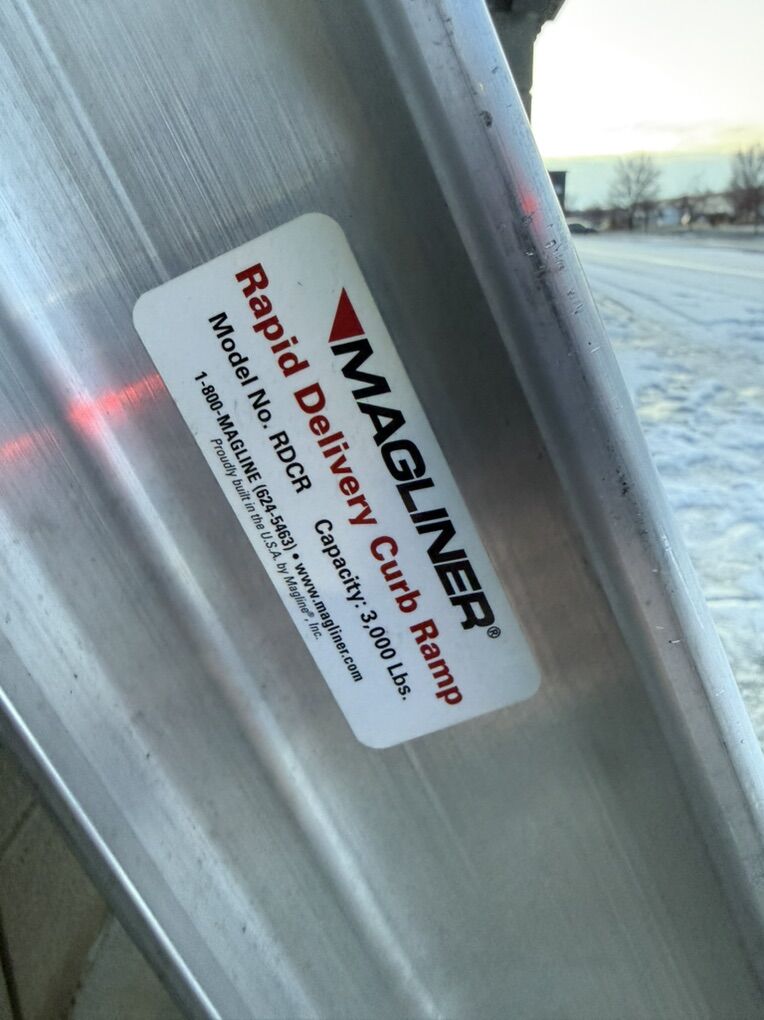 MAGLINER®
Rapid Delivery Curb Ramp
Model No. RDCR Capacity: 3,000 Lbs.
1-800-MAGLINE (624-5463) • www.magliner.com
Proudly built in the U.S.A. by Magline®, Inc.